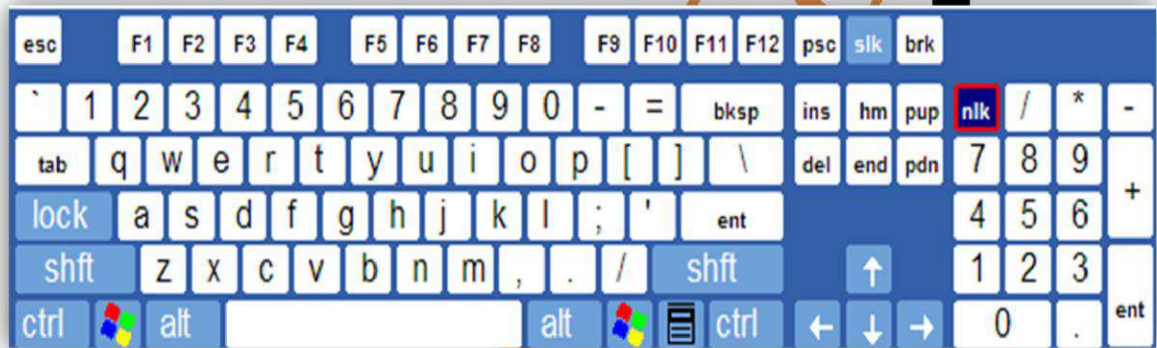 esc F1 F2 F3 F4 F5 F6 F7 F8 F9 F10 F11 F12 psc slk brk
` 1 2 3 4 5 6 7 8 9 0 - = bksp ins hm pup nlk / * -
tab q w e r t y u i o p [ ] \ del end pdn 7 8 9 +
lock a s d f g h j k l ; ' ent 4 5 6
shft z x c v b n m , . / shft ↑ 1 2 3 ent
ctrl alt alt ctrl ← ↓ → 0 .